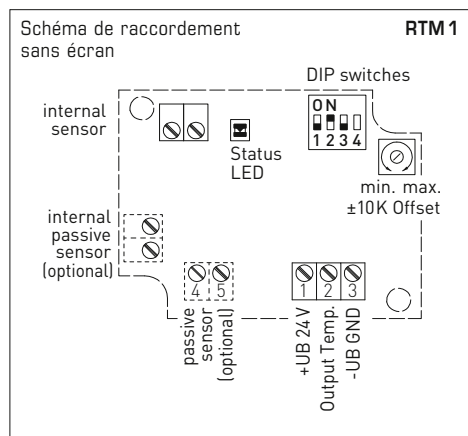 Schéma de raccordement
sans écran
RTM 1
DIP switches
internal
sensor
ON
1 2 3 4
Status
LED
min. max.
±10K Offset
internal
passive
sensor
(optional)
4 5
1 2 3
passive
sensor
(optional)
+UB 24V
Output Temp.
-UB GND